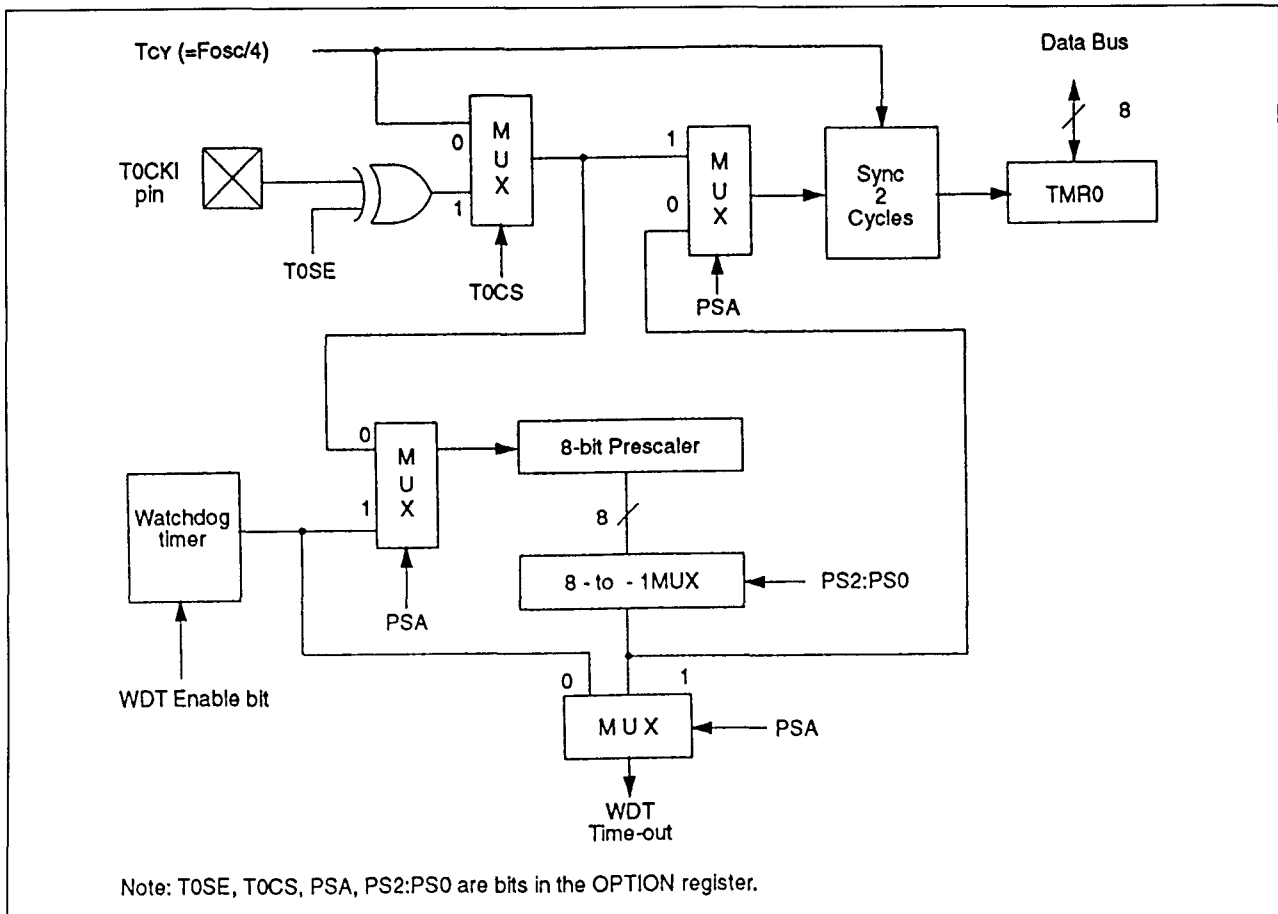 Tcy (=Fosc/4)
Data Bus
8
M
U
X
0
1
T0CKI
pin
T0SE
T0CS
1
0
M
U
X
PSA
Sync
2
Cycles
TMR0
0
1
M
U
X
PSA
8-bit Prescaler
8
8 - to - 1MUX
PS2:PS0
Watchdog
timer
WDT Enable bit
0
1
MUX
PSA
WDT
Time-out
Note: T0SE, T0CS, PSA, PS2:PS0 are bits in the OPTION register.